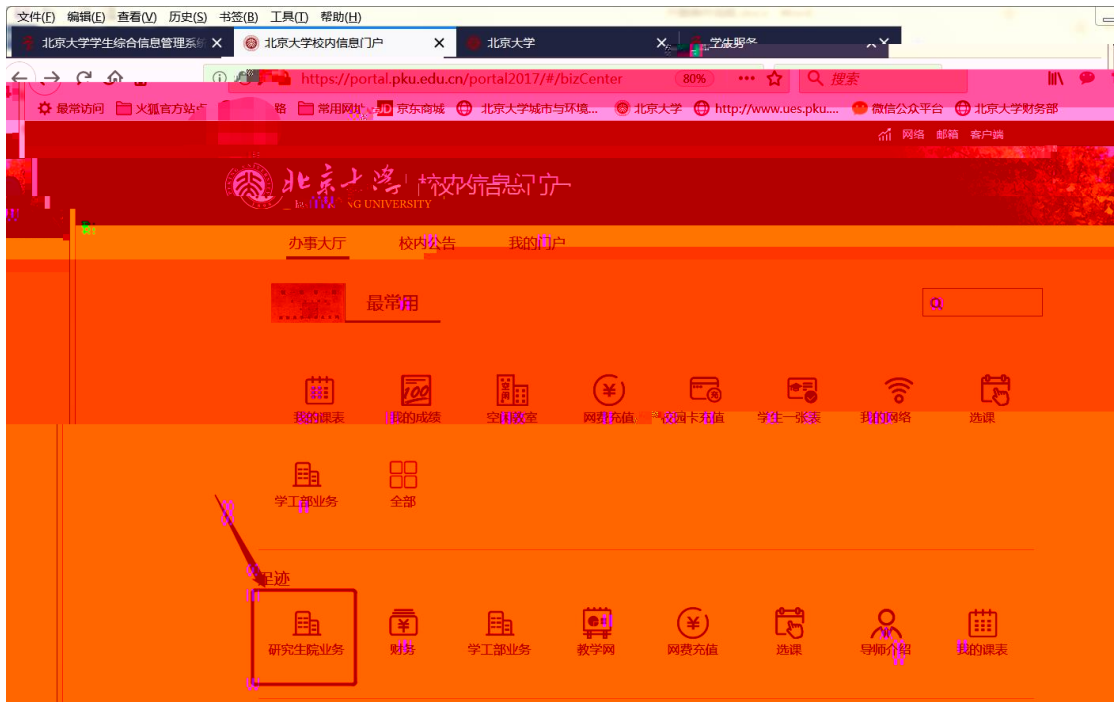 文件(F) 编辑(E) 查看(V) 历史(S) 书签(B) 工具(T) 帮助(H)
北京大学学生综合信息管理系统 北京大学校内信息门户 北京大学
https://portal.pku.edu.cn/portal2017/#/bizCenter 80% 搜索
最常访问 火狐官方站点 常用网址 JD 京东商城 北京大学城市与环境... 北京大学 http://www.ues.pku.... 微信公众平台 北京大学财务部
网络 邮箱 客户端
北京大学 校内信息门户
UNIVERSITY
办事大厅 校内公告 我的门户
最常用
我的课表 我的成绩 空闲教室 网费充值 校园卡充值 学生一张表 我的网络 选课
学工部业务 全部
足迹
研究生院业务 财务 学工部业务 教学网 网费充值 选课 导师介绍 我的课表